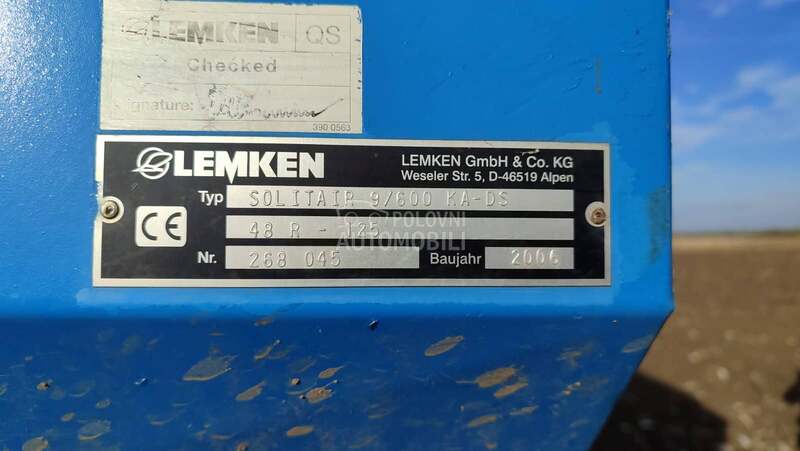 LEMKEN QS
Checked
Signature:
390 0563
LEMKEN
LEMKEN GmbH & Co. KG
Weseler Str. 5, D-46519 Alpen
Typ SOLITAIR 9/600 KA-DS
48 R - 125
CE
Nr. 268 045 Baujahr 2006
POLOVNI
AUTOMOBILI